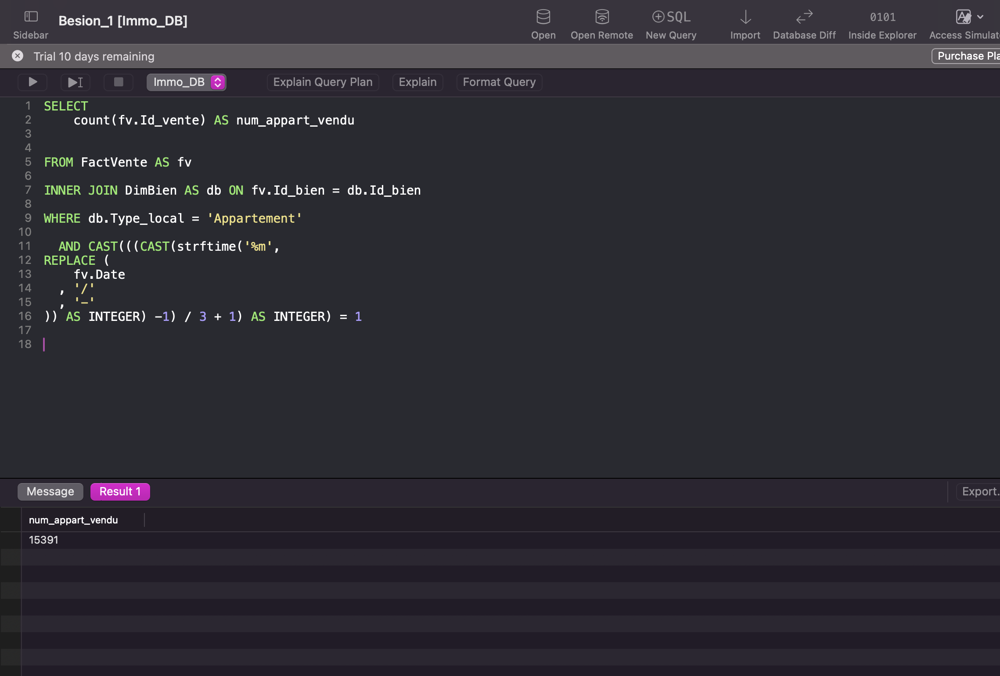 Sidebar
Besion_1 [Immo_DB]
Open
Open Remote
SQL
New Query
Import
Database Diff
0101
Inside Explorer
Access Simulat
Trial 10 days remaining
Purchase Pla
Immo_DB
Explain Query Plan
Explain
Format Query
1 SELECT
2 count(fv.Id_vente) AS num_appart_vendu
3
4
5 FROM FactVente AS fv
6
7 INNER JOIN DimBien AS db ON fv.Id_bien = db.Id_bien
8
9 WHERE db.Type_local = 'Appartement'
10
11 AND CAST(((CAST(strftime('%m',
12 REPLACE (
13 fv.Date
14 , '/'
15 , '-'
16 )) AS INTEGER) -1) / 3 + 1) AS INTEGER) = 1
17
18
Message
Result 1
Export.
num_appart_vendu
15391